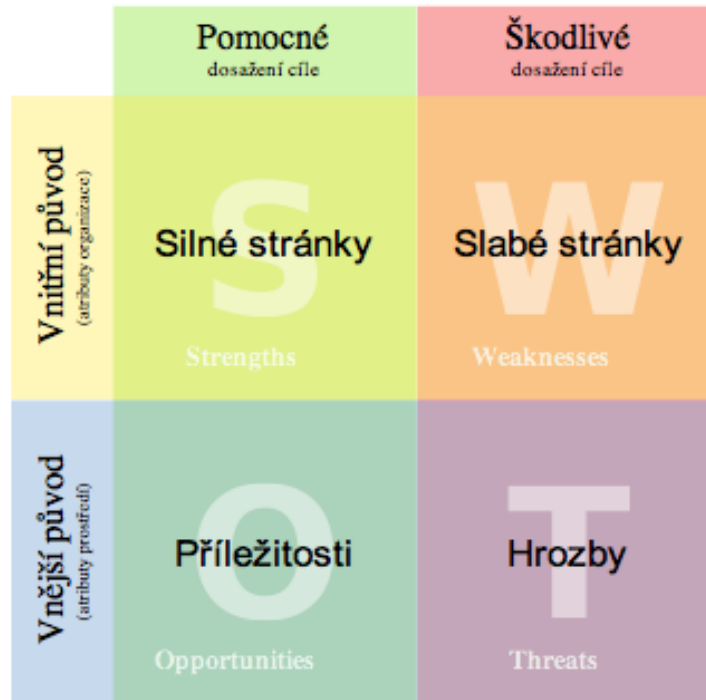 Pomocné
dosažení cíle
Škodlivé
dosažení cíle
Vnitřní původ
(atributy organizace)
S
Silné stránky
Strengths
W
Slabé stránky
Weaknesses
Vnější původ
(atributy prostředí)
O
Příležitosti
Opportunities
T
Hrozby
Threats